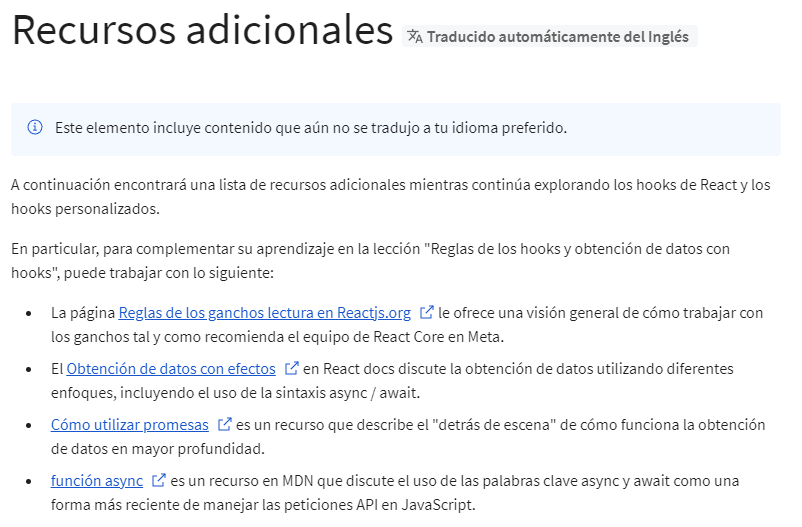 Recursos adicionales Traducido automáticamente del Inglés
Este elemento incluye contenido que aún no se tradujo a tu idioma preferido.
A continuación encontrará una lista de recursos adicionales mientras continúa explorando los hooks de React y los
hooks personalizados.
En particular, para complementar su aprendizaje en la lección "Reglas de los hooks y obtención de datos con
hooks", puede trabajar con lo siguiente:
• La página Reglas de los ganchos lectura en Reactjs.org le ofrece una visión general de cómo trabajar con
los ganchos tal y como recomienda el equipo de React Core en Meta.
• El Obtención de datos con efectos en React docs discute la obtención de datos utilizando diferentes
enfoques, incluyendo el uso de la sintaxis async / await.
• Cómo utilizar promesas es un recurso que describe el "detrás de escena" de cómo funciona la obtención
de datos en mayor profundidad.
• función async es un recurso en MDN que discute el uso de las palabras clave async y await como una
forma más reciente de manejar las peticiones API en JavaScript.